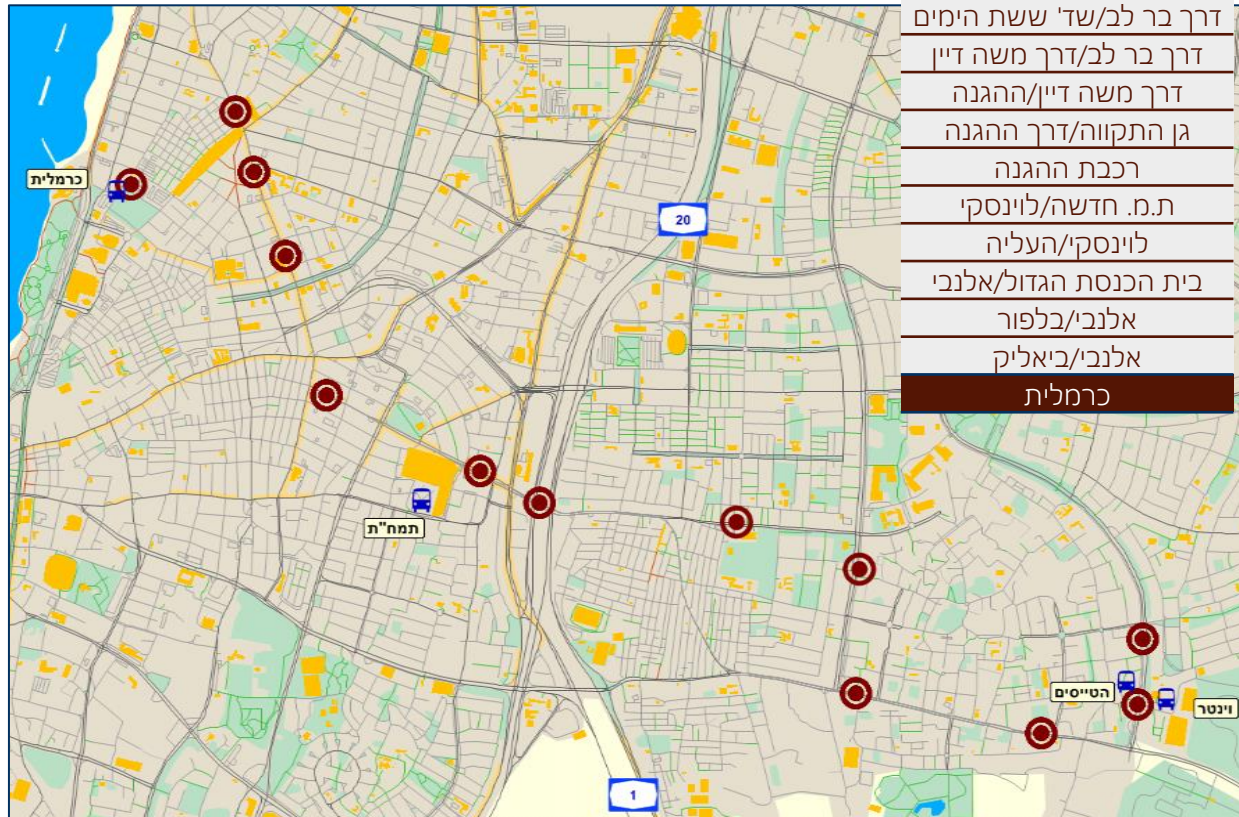 דרך בר לב/שד' ששת הימים
דרך בר לב/דרך משה דיין
דרך משה דיין/ההגנה
גן התקווה/דרך ההגנה
רכבת ההגנה
ת.מ. חדשה/לוינסקי
לוינסקי/העליה
בית הכנסת הגדול/אלנבי
אלנבי/בלפור
אלנבי/ביאליק
כרמלית
כרמלית
20
תמח"ת
הטייסים
וינטר
1